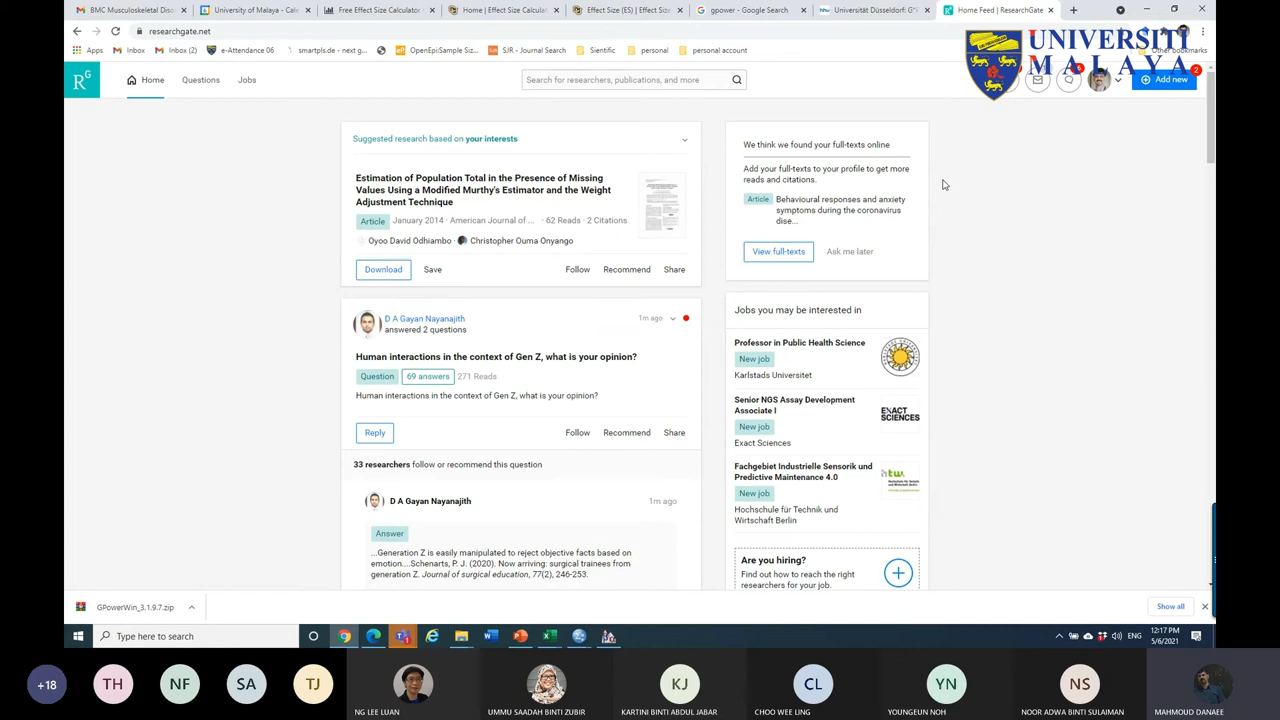 BMC Musculoskeletal Disor
University of Malaya - Cale
Free Effect Size Calculator
Home | Effect Size Calculat
Effect Size (ES) | Effect Size
gpower - Google Search
Universität Düsseldorf: G*
Home Feed | ResearchGate
researchgate.net
Apps
Inbox
Inbox (2)
e-Attendance 06
smartpls.de - next g...
OpenEpi:Sample Siz...
SJR - Journal Search
Sientific
personal
personal account
Other bookmarks
UNIVERSITI
MALAYA
RG
Home
Questions
Jobs
Search for researchers, publications, and more
Add new
2
Suggested research based on your interests
Estimation of Population Total in the Presence of Missing
Values Using a Modified Murthy's Estimator and the Weight
Adjustment Technique
Article
January 2014 · American Journal of ... · 62 Reads · 2 Citations
Oyoo David Odhiambo · Christopher Ouma Onyango
Download
Save
Follow
Recommend
Share
D A Gayan Nayanajith
answered 2 questions
1m ago
Human interactions in the context of Gen Z, what is your opinion?
Question
69 answers
271 Reads
Human interactions in the context of Gen Z, what is your opinion?
Reply
Follow
Recommend
Share
33 researchers follow or recommend this question
D A Gayan Nayanajith
1m ago
Answer
...Generation Z is easily manipulated to reject objective facts based on
emotion....Schenarts, P. J. (2020). Now arriving: surgical trainees from
generation Z. Journal of surgical education, 77(2), 246-253.
We think we found your full-texts online
Add your full-texts to your profile to get more
reads and citations.
Article
Behavioural responses and anxiety
symptoms during the coronavirus
dise...
View full-texts
Ask me later
Jobs you may be interested in
Professor in Public Health Science
New job
Karlstads Universitet
Senior NGS Assay Development
Associate I
New job
Exact Sciences
EXACT
SCIENCES
Fachgebiet Industrielle Sensorik und
Predictive Maintenance 4.0
New job
Hochschule für Technik und
Wirtschaft Berlin
htw
Are you hiring?
Find out how to reach the right
researchers for your job.
GPowerWin_3.1.9.7.zip
Show all
Type here to search
ENG
12:17 PM
5/6/2021
+18
TH
NF
SA
TJ
NG LEE LUAN
UMMU SAADAH BINTI ZUBIR
KJ
KARTINI BINTI ABDUL JABAR
CL
CHOO WEE LING
YN
YOUNGEUN NOH
NS
NOOR ADWA BINTI SULAIMAN
MAHMOUD DANAEE